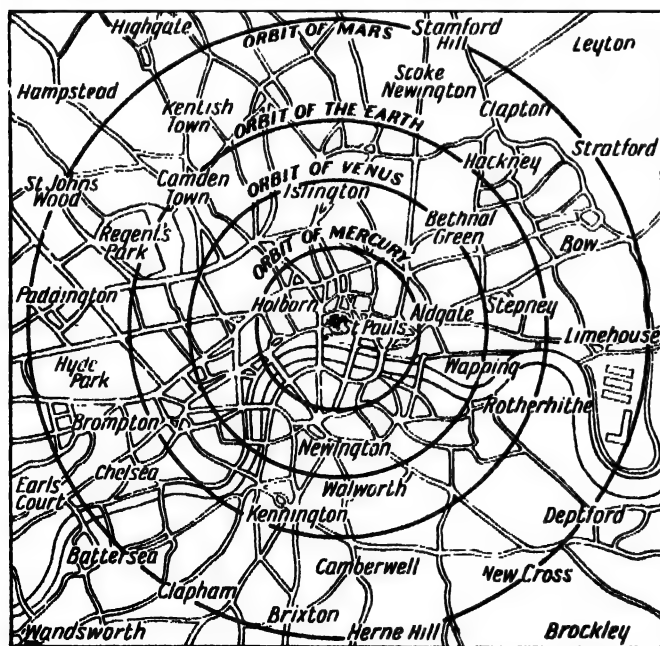 Highgate
ORBIT OF MARS
Stamford
Hill
Leyton
Hampstead
Kentish
Town
Stoke
Newington
Clapton
ORBIT OF THE EARTH
Stratford
St. Johns
Wood
Camden
Town
ORBIT OF VENUS
Islington
Hackney
Regent's
Park
Bethnal
Green
ORBIT OF MERCURY
Bow
Paddington
Holborn
St Pauls
Aldgate
Stepney
Limehouse
Hyde
Park
Wapping
Brompton
Rotherhithe
Newington
Earls
Court
Chelsea
Walworth
Kennington
Deptford
Battersea
Camberwell
New Cross
Clapham
Brixton
Wandsworth
Herne Hill
Brockley